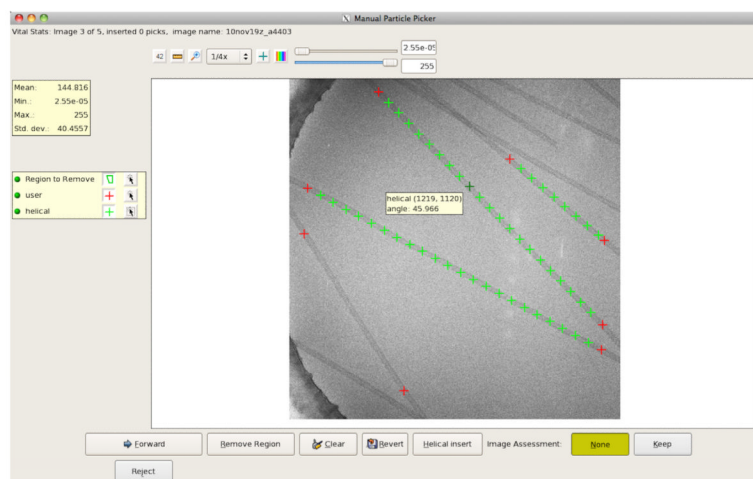 Manual Particle Picker
Vital Stats: Image 3 of 5, inserted 0 picks, image name: 10nov19z_a4403
42 1/4x 2.55e-05
255
Mean: 144.816
Min.: 2.55e-05
Max.: 255
Std. dev.: 40.4557
Region to Remove
user
helical
helical (1219, 1120)
angle: 45.966
Forward Remove Region Clear Revert Helical insert Image Assessment: None Keep
Reject